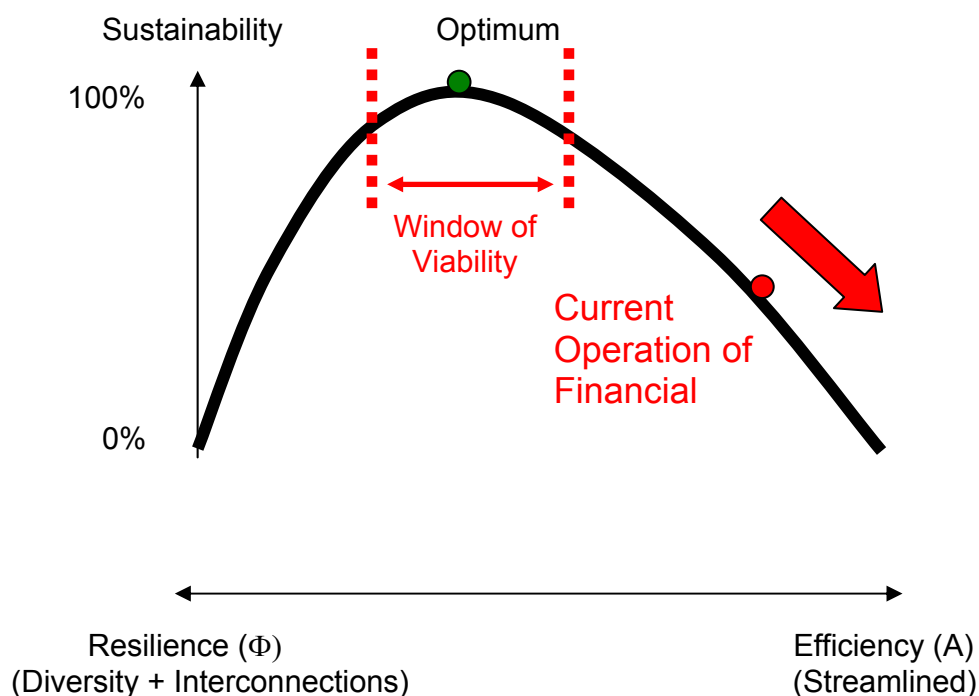 Sustainability
Optimum
100%
Window of
Viability
Current
Operation of
Financial
0%
Resilience (Φ)
(Diversity + Interconnections)
Efficiency (A)
(Streamlined)